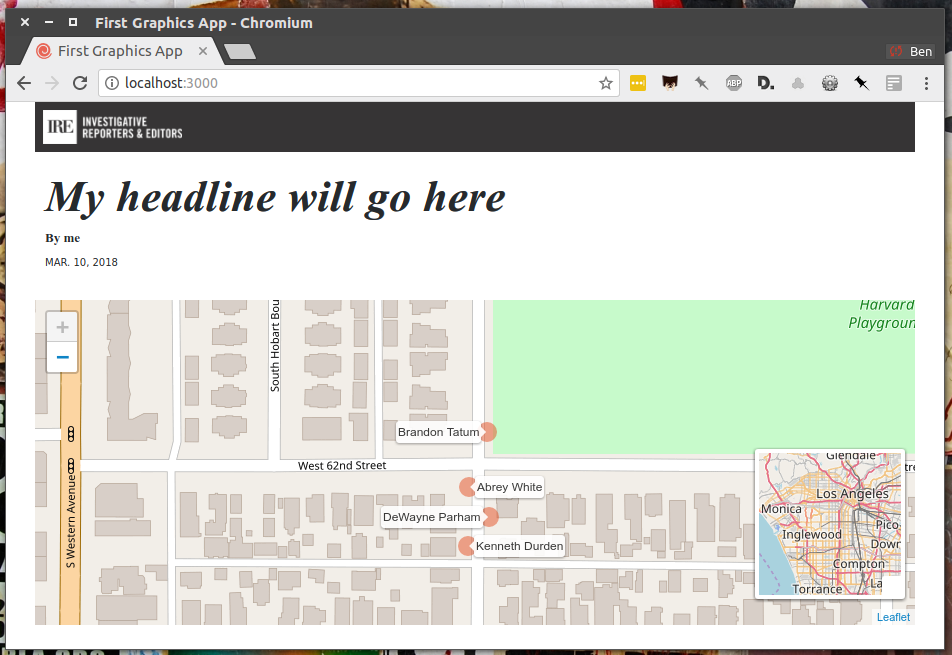 First Graphics App - Chromium
First Graphics App
Ben
localhost:3000
ABP
D.
IRE
INVESTIGATIVE
REPORTERS & EDITORS
My headline will go here
By me
MAR. 10, 2018
+
−
Harvard
Playgroun
South Hobart Bou
Brandon Tatum
West 62nd Street
Abrey White
DeWayne Parham
Kenneth Durden
S Western Avenue
Glendale
Los Angeles
Monica
Pico
Inglewood
Dowr
Compton
La
Torrance
tre
Leaflet